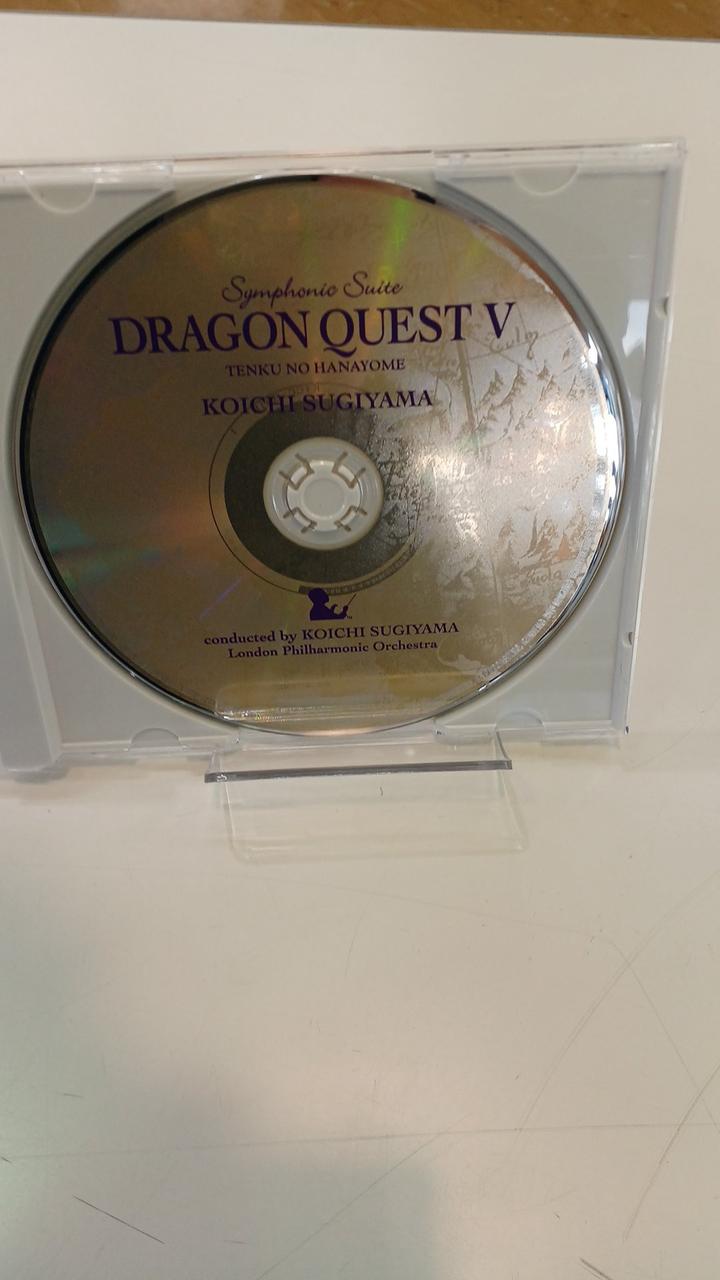 Symphonic Suite
DRAGON QUEST V
TENKU NO HANAYOME
KOICHI SUGIYAMA
conducted by KOICHI SUGIYAMA
London Philharmonic Orchestra